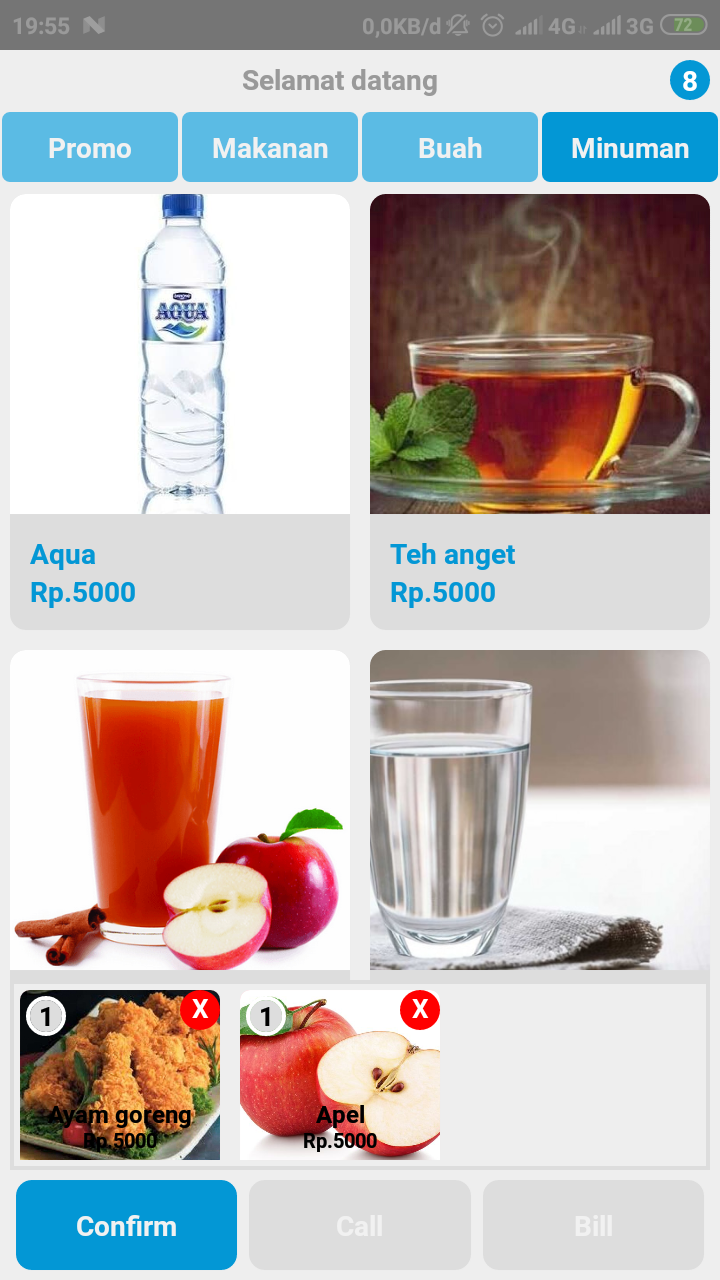 19:55
0,0KB/d
4G
3G
72
Selamat datang
8
Promo
Makanan
Buah
Minuman
DANONE
AQUA
Aqua
Rp.5000
Teh anget
Rp.5000
1
X
Ayam goreng
Rp.5000
1
X
Apel
Rp.5000
Confirm
Call
Bill